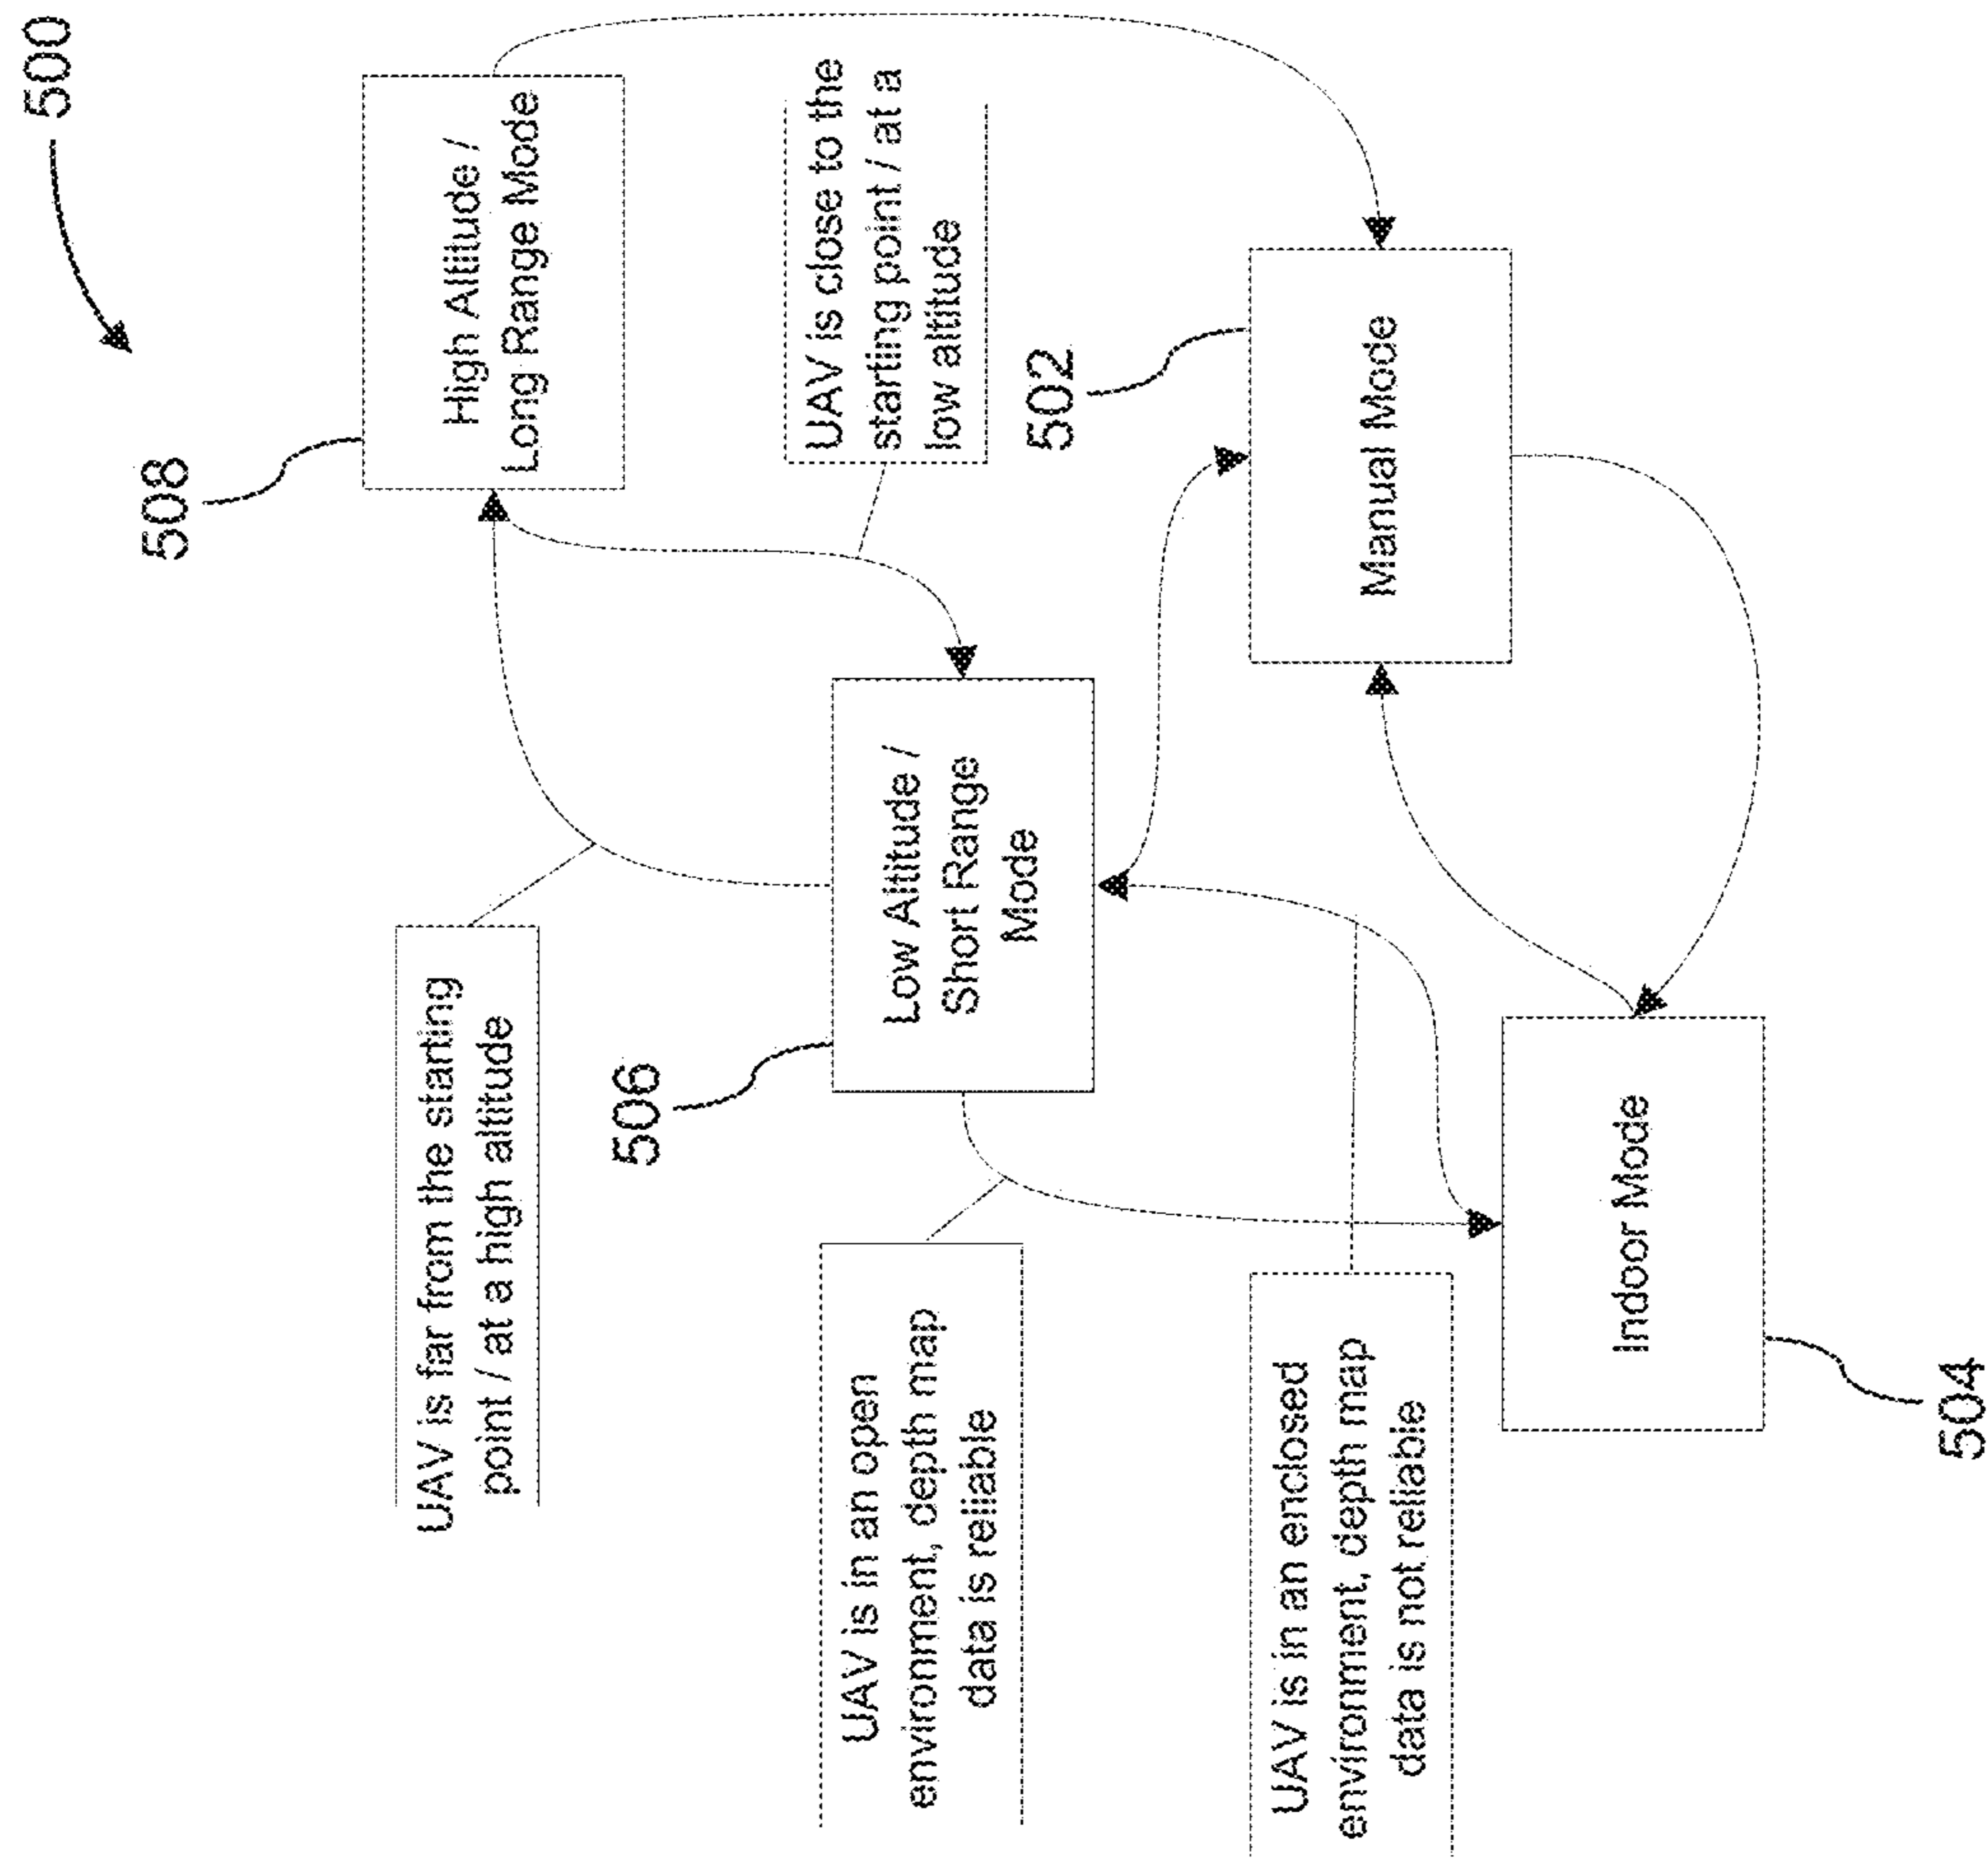 500
508
High Altitude /
Long Range Mode
UAV is far from the starting
point / at a high altitude
UAV is close to the
starting point / at a
low altitude
506
Low Altitude /
Short Range
Mode
UAV is in an open
environment, depth map
data is reliable
502
Manual Mode
UAV is in an enclosed
environment, depth map
data is not reliable
Indoor Mode
504